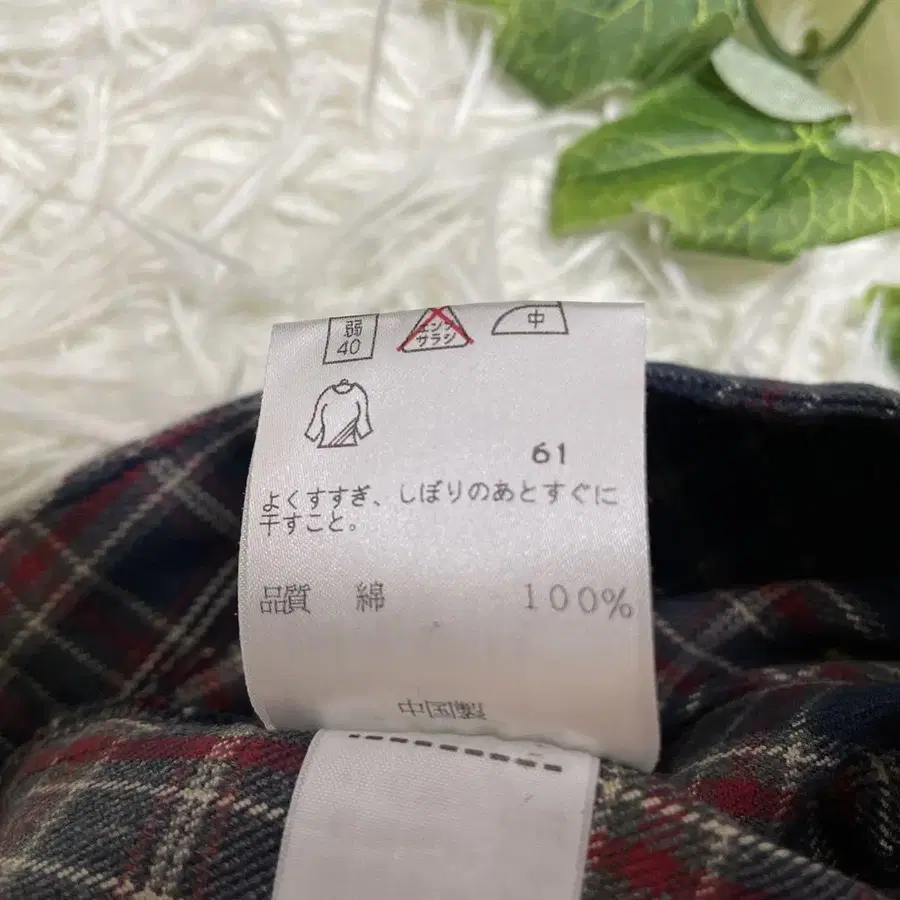 弱
40
エンソ
サラシ
中
61
よくすすぎ、しぼりのあとすぐに
干すこと。
品質 綿 100%
中国製